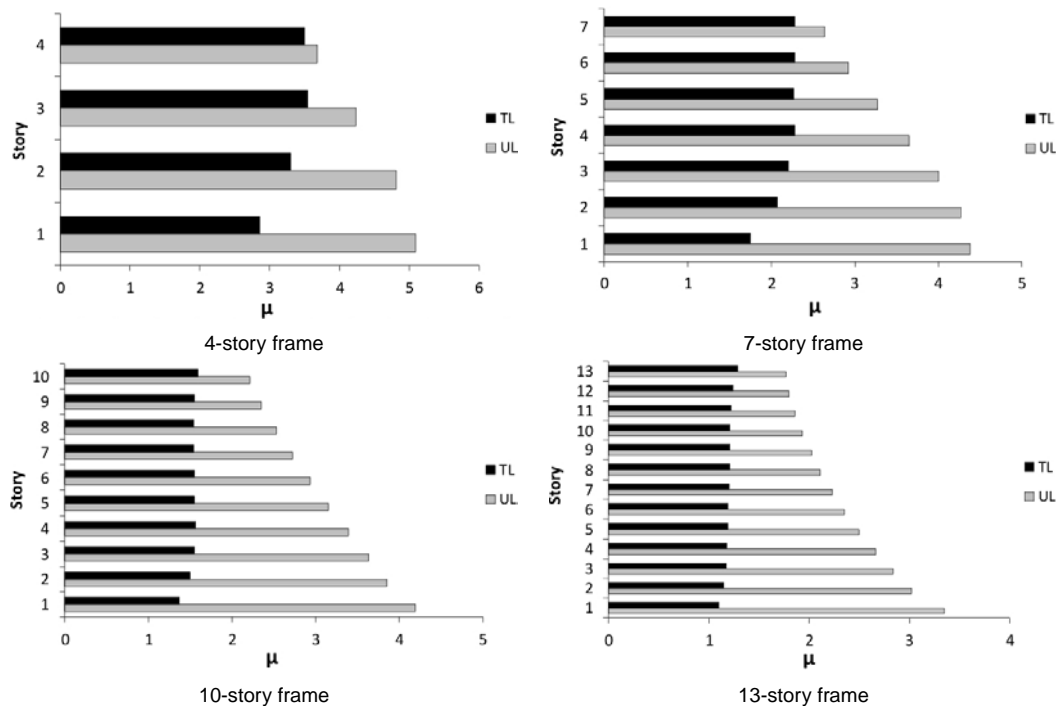 4
3
2
1
Story
0 1 2 3 4 5 6
μ
TL
UL
4-story frame
7
6
5
4
3
2
1
Story
0 1 2 3 4 5
μ
TL
UL
7-story frame
10
9
8
7
6
5
4
3
2
1
Story
0 1 2 3 4 5
μ
TL
UL
10-story frame
13
12
11
10
9
8
7
6
5
4
3
2
1
Story
0 1 2 3 4
μ
TL
UL
13-story frame